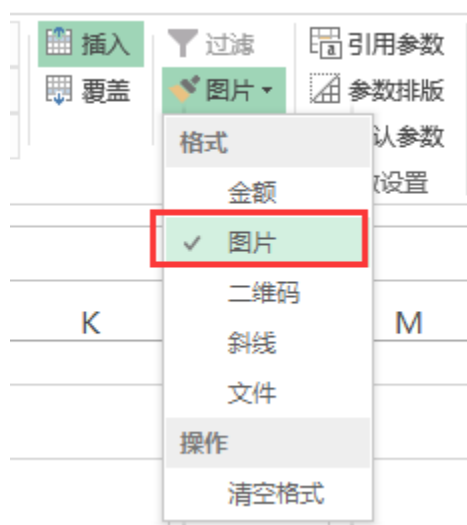 插入
过滤
引用参数
覆盖
图片
参数排版
格式
认参数
设置
金额
图片
K
二维码
M
斜线
文件
操作
清空格式